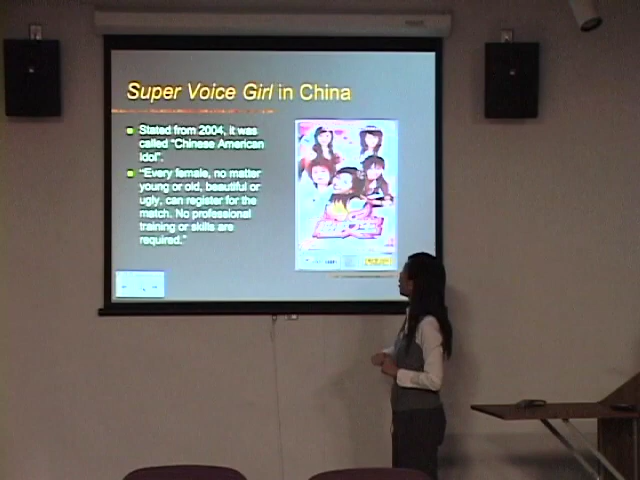 Super Voice Girl in China
Stated from 2004, it was
called "Chinese American
Idol".
"Every female, no matter
young or old, beautiful or
ugly, can register for the
match. No professional
training or skills are
required."